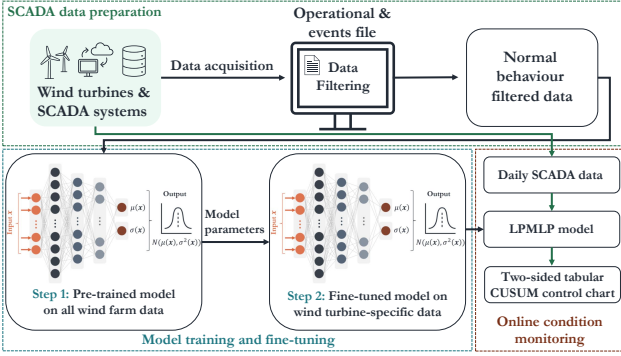 SCADA data preparation
Operational &
events file
Wind turbines &
SCADA systems
Data acquisition
Data
Filtering
Normal
behaviour
filtered data
Input x
μ(x)
σ(x)
Output
N(μ(x), σ²(x))
Step 1: Pre-trained model
on all wind farm data
Model
parameters
Input x
μ(x)
σ(x)
Output
N(μ(x), σ²(x))
Step 2: Fine-tuned model on
wind turbine-specific data
Model training and fine-tuning
Daily SCADA data
LPMLP model
Two-sided tabular
CUSUM control chart
Online condition
monitoring